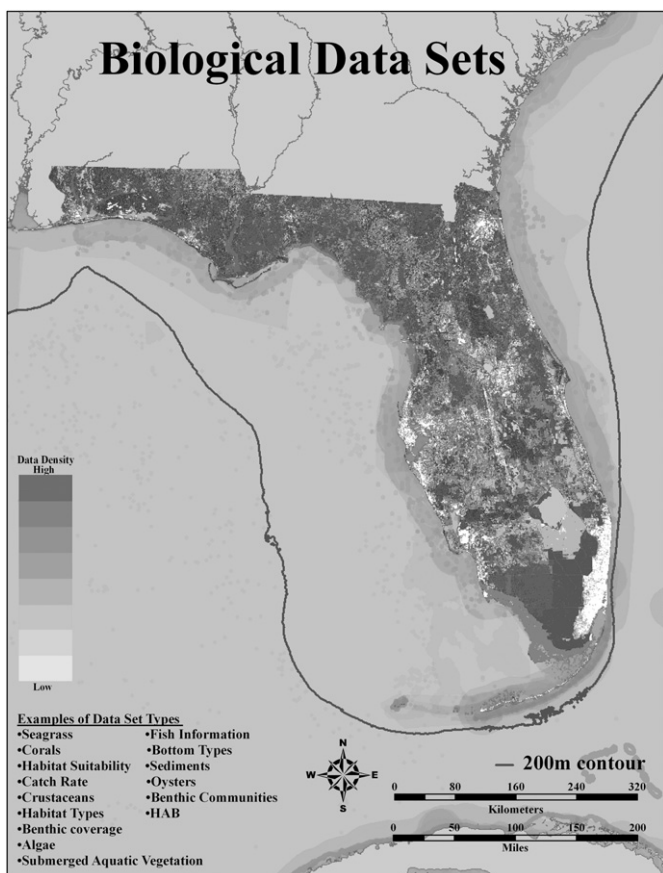 Biological Data Sets
Data Density
High
Low
Examples of Data Set Types
•Seagrass •Fish Information
•Corals •Bottom Types
•Habitat Suitability •Sediments
•Catch Rate •Oysters
•Crustaceans •Benthic Communities
•Habitat Types •HAB
•Benthic coverage
•Algae
•Submerged Aquatic Vegetation
N
W E
S
200m contour
0 80 160 240 320
Kilometers
0 50 100 150 200
Miles